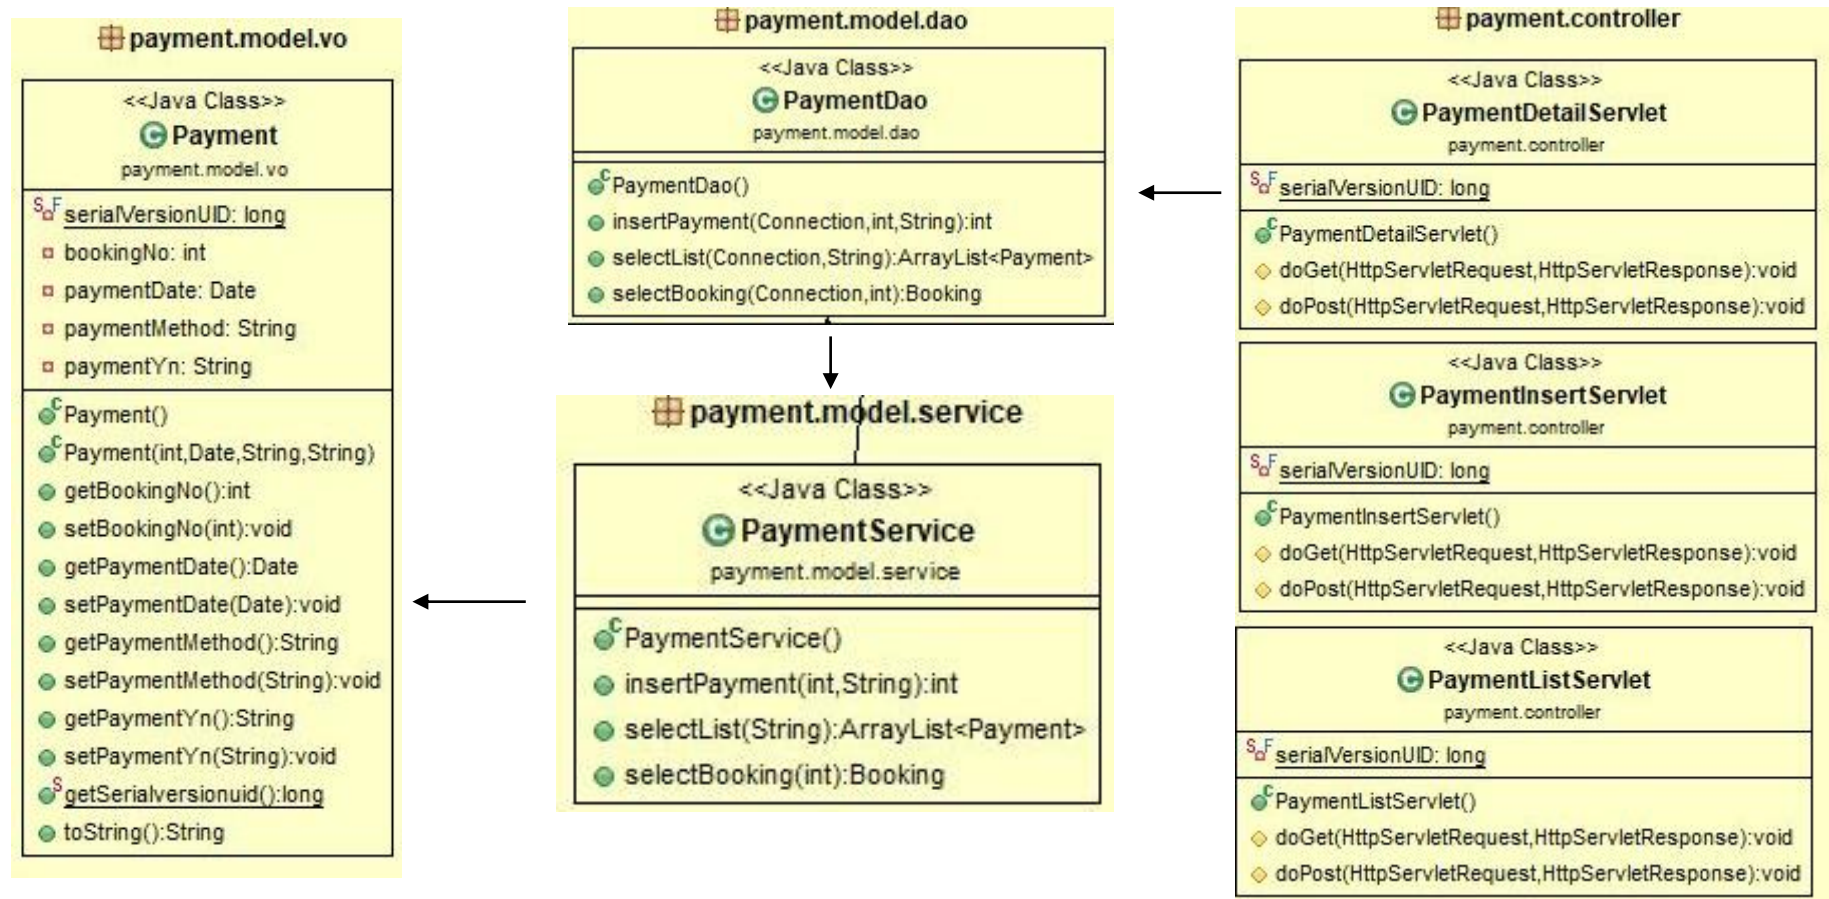 payment.model.vo
<<Java Class>>
Payment
payment.model.vo
serialVersionUID: long
bookingNo: int
paymentDate: Date
paymentMethod: String
paymentYn: String
Payment()
Payment(int,Date,String,String)
getBookingNo():int
setBookingNo(int):void
getPaymentDate():Date
setPaymentDate(Date):void
getPaymentMethod():String
setPaymentMethod(String):void
getPaymentYn():String
setPaymentYn(String):void
getSerialversionuid():long
toString():String
payment.model.dao
<<Java Class>>
PaymentDao
payment.model.dao
PaymentDao()
insertPayment(Connection,int,String):int
selectList(Connection,String):ArrayList<Payment>
selectBooking(Connection,int):Booking
payment.model.service
<<Java Class>>
PaymentService
payment.model.service
PaymentService()
insertPayment(int,String):int
selectList(String):ArrayList<Payment>
selectBooking(int):Booking
payment.controller
<<Java Class>>
PaymentDetailServlet
payment.controller
serialVersionUID: long
PaymentDetailServlet()
doGet(HttpServletRequest,HttpServletResponse):void
doPost(HttpServletRequest,HttpServletResponse):void
<<Java Class>>
PaymentInsertServlet
payment.controller
serialVersionUID: long
PaymentInsertServlet()
doGet(HttpServletRequest,HttpServletResponse):void
doPost(HttpServletRequest,HttpServletResponse):void
<<Java Class>>
PaymentListServlet
payment.controller
serialVersionUID: long
PaymentListServlet()
doGet(HttpServletRequest,HttpServletResponse):void
doPost(HttpServletRequest,HttpServletResponse):void